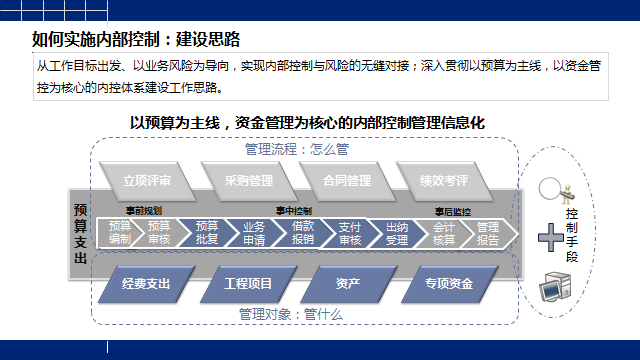 如何实施内部控制：建设思路
从工作目标出发、以业务风险为导向，实现内部控制与风险的无缝对接；深入贯彻以预算为主线，以资金管
控为核心的内控体系建设工作思路。
以预算为主线，资金管理为核心的内部控制管理信息化
管理流程：怎么管
立项评审 采购管理 合同管理 绩效考评
事前规划 事中控制 事后监控
预算支出
预算编制 预算审核 预算批复 业务申请 借款报销 支付审核 出纳受理 会计核算 管理报告
经费支出 工程项目 资产 专项资金
管理对象：管什么
控制手段